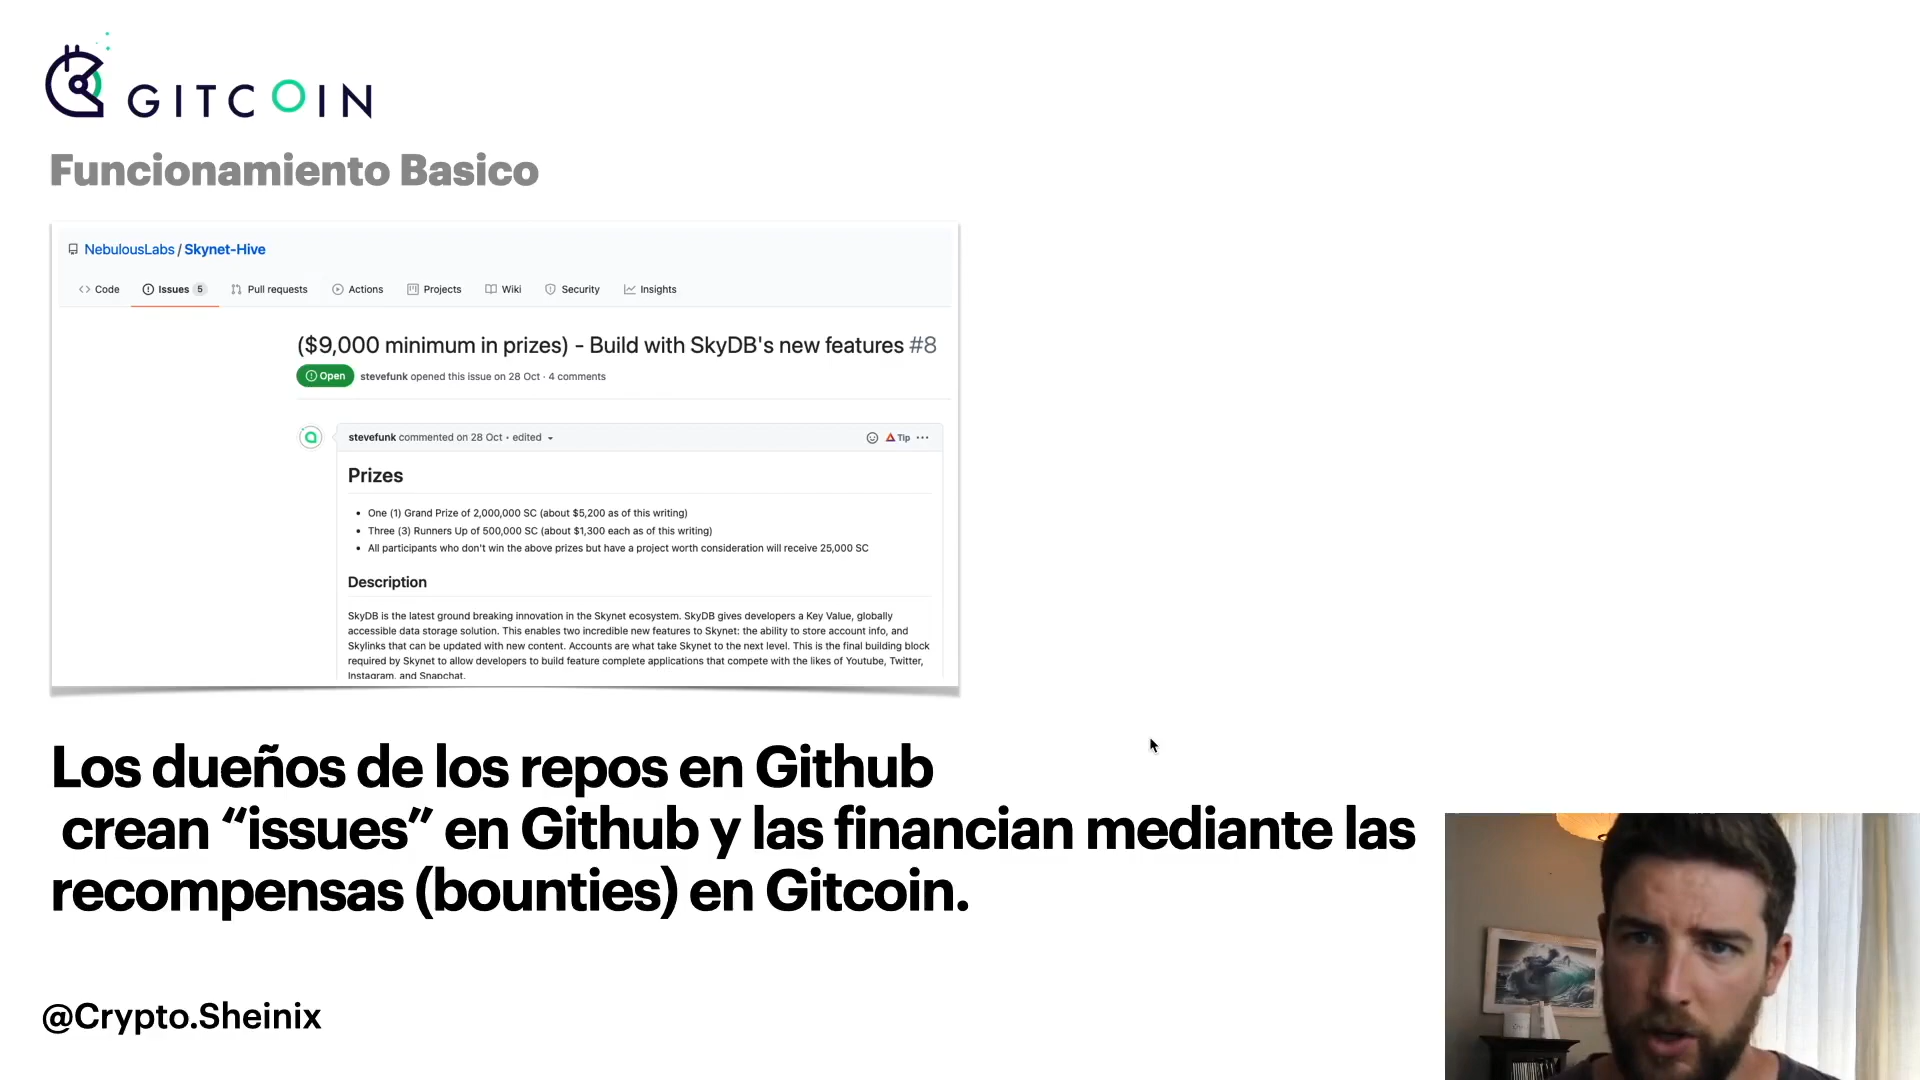 GITCOIN
Funcionamiento Basico
NebulousLabs / Skynet-Hive
Code Issues 5 Pull requests Actions Projects Wiki Security Insights
($9,000 minimum in prizes) - Build with SkyDB's new features #8
Open stevefunk opened this issue on 28 Oct · 4 comments
stevefunk commented on 28 Oct • edited Tip ...
Prizes
• One (1) Grand Prize of 2,000,000 SC (about $5,200 as of this writing)
• Three (3) Runners Up of 500,000 SC (about $1,300 each as of this writing)
• All participants who don't win the above prizes but have a project worth consideration will receive 25,000 SC
Description
SkyDB is the latest ground breaking innovation in the Skynet ecosystem. SkyDB gives developers a Key Value, globally
accessible data storage solution. This enables two incredible new features to Skynet: the ability to store account info, and
Skylinks that can be updated with new content. Accounts are what take Skynet to the next level. This is the final building block
required by Skynet to allow developers to build feature complete applications that compete with the likes of Youtube, Twitter,
Instagram, and Snapchat.
Los dueños de los repos en Github
crean “issues” en Github y las financian mediante las
recompensas (bounties) en Gitcoin.
@Crypto.Sheinix